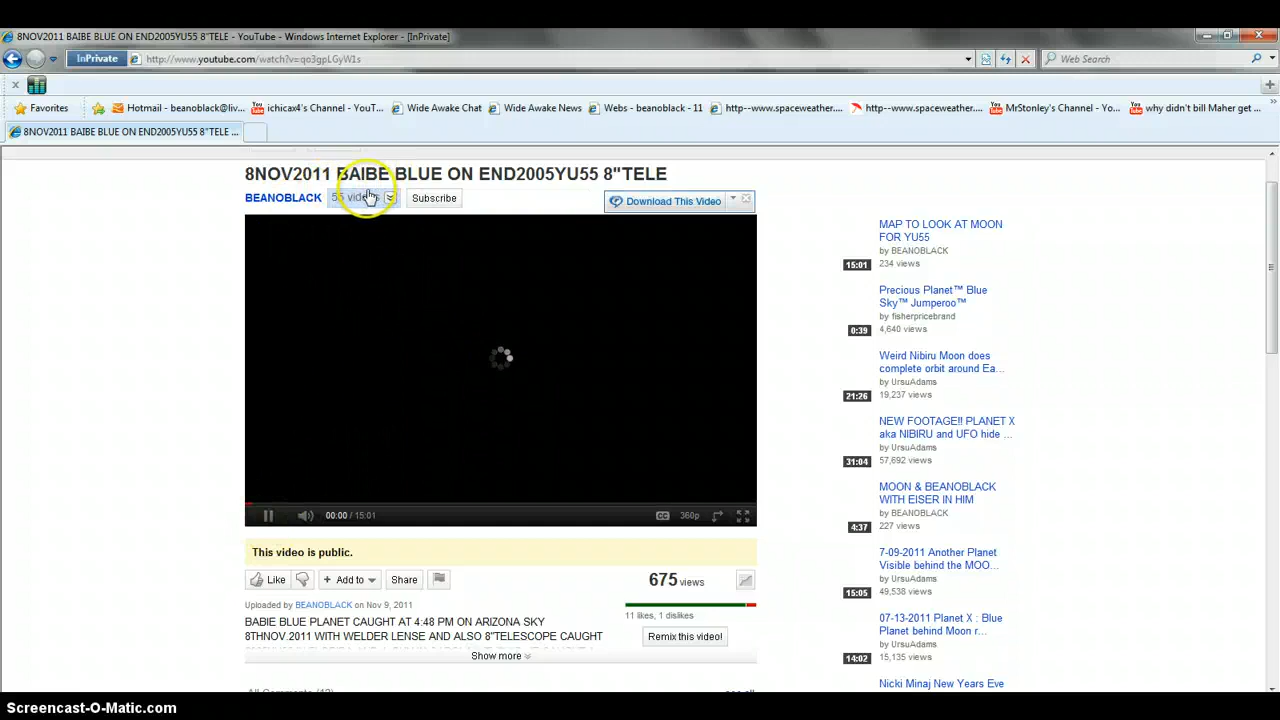 8NOV2011 BAIBE BLUE ON END2005YU55 8"TELE - YouTube - Windows Internet Explorer - [InPrivate]
InPrivate http://www.youtube.com/watch?v=qo3gpLGyW1s Web Search
Favorites Hotmail - beanoblack@liv... ichicax4's Channel - YouT... Wide Awake Chat Wide Awake News Webs - beanoblack - 11 http--www.spaceweather.... http--www.spaceweather.... MrStonley's Channel - Yo... why didn't bill Maher get ...
8NOV2011 BAIBE BLUE ON END2005YU55 8"TELE ...
8NOV2011 BAIBE BLUE ON END2005YU55 8"TELE
BEANOBLACK 55 videos Subscribe Download This Video
00:00 / 15:01 CC 360p
This video is public.
Like + Add to Share 675 views
Uploaded by BEANOBLACK on Nov 9, 2011
11 likes, 1 dislikes
BABIE BLUE PLANET CAUGHT AT 4:48 PM ON ARIZONA SKY
8THNOV.2011 WITH WELDER LENSE AND ALSO 8"TELESCOPE CAUGHT
Remix this video!
Show more
MAP TO LOOK AT MOON
FOR YU55
by BEANOBLACK
15:01 234 views
Precious Planet™ Blue
Sky™ Jumperoo™
by fisherpricebrand
0:39 4,640 views
Weird Nibiru Moon does
complete orbit around Ea...
by UrsuAdams
21:26 19,237 views
NEW FOOTAGE!! PLANET X
aka NIBIRU and UFO hide ...
by UrsuAdams
31:04 57,692 views
MOON & BEANOBLACK
WITH EISER IN HIM
by BEANOBLACK
4:37 227 views
7-09-2011 Another Planet
Visible behind the MOO...
by UrsuAdams
15:05 49,538 views
07-13-2011 Planet X : Blue
Planet behind Moon r...
by UrsuAdams
14:02 15,135 views
Nicki Minaj New Years Eve
Screencast-O-Matic.com